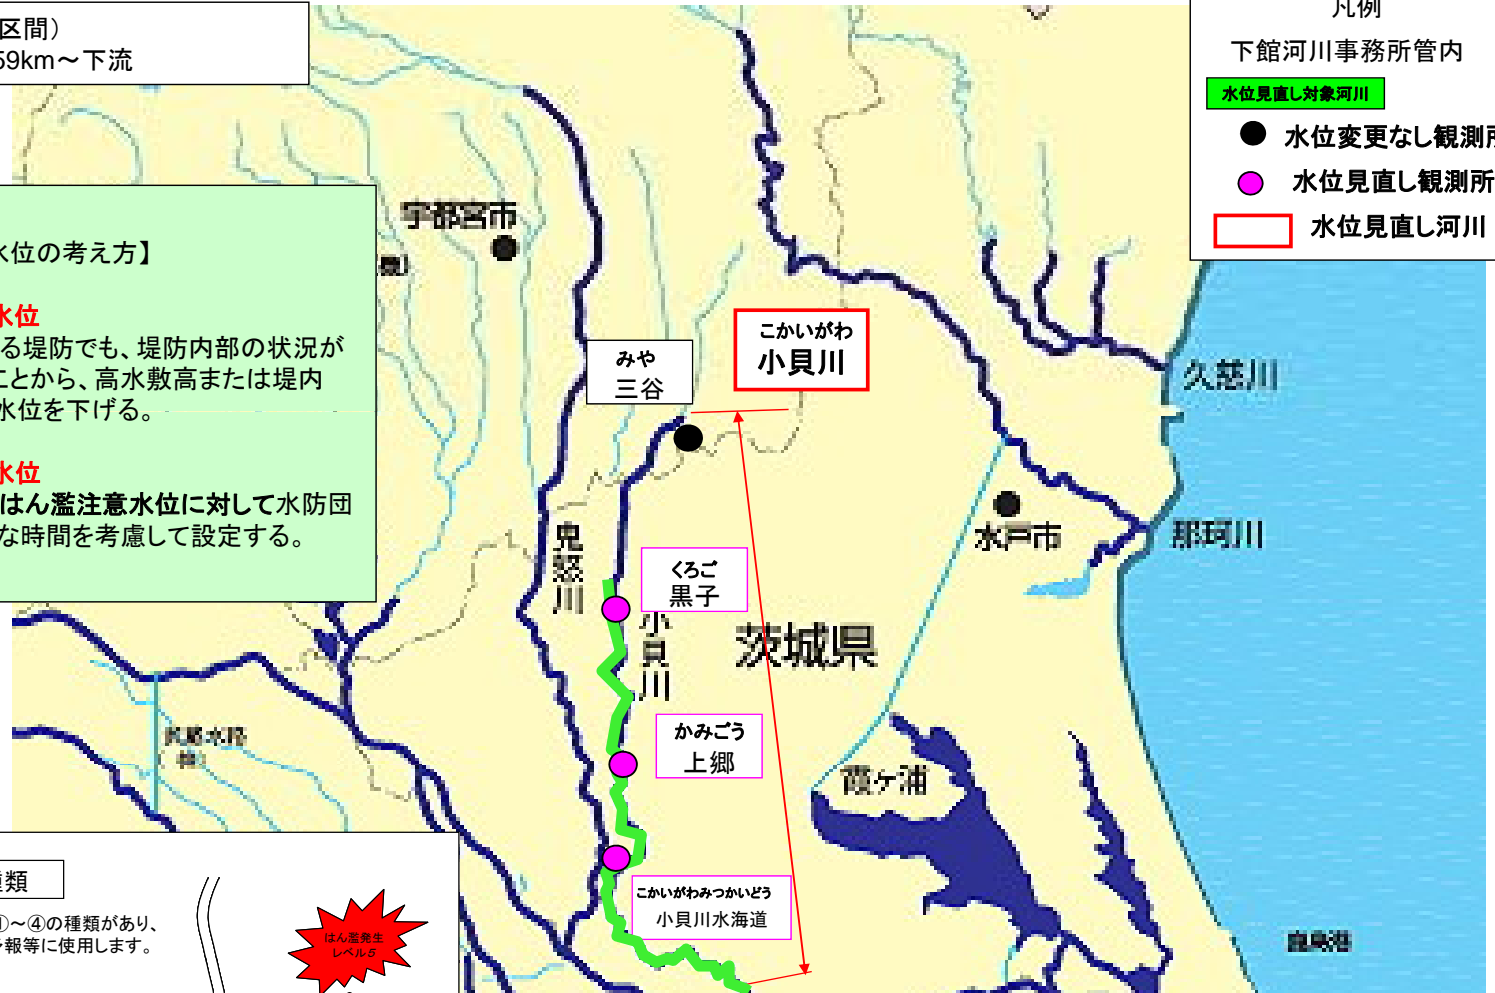 区間）
59km～下流
凡例
下館河川事務所管内
水位見直し対象河川
水位変更なし観測所
水位見直し観測所
水位見直し河川
水位の考え方】
水位
る堤防でも、堤防内部の状況が
ことから、高水敷高または堤内
水位を下げる。
水位
はん濫注意水位に対して水防団
な時間を考慮して設定する。
宇都宮市
こかいがわ
小貝川
みや
三谷
久慈川
水戸市
那珂川
鬼怒川
くろご
黒子
小貝川
茨城県
かみごう
上郷
霞ヶ浦
こかいがわみつかいどう
小貝川水海道
鹿島港
種類
①～④の種類があり、
予報等に使用します。
はん濫発生
レベル5